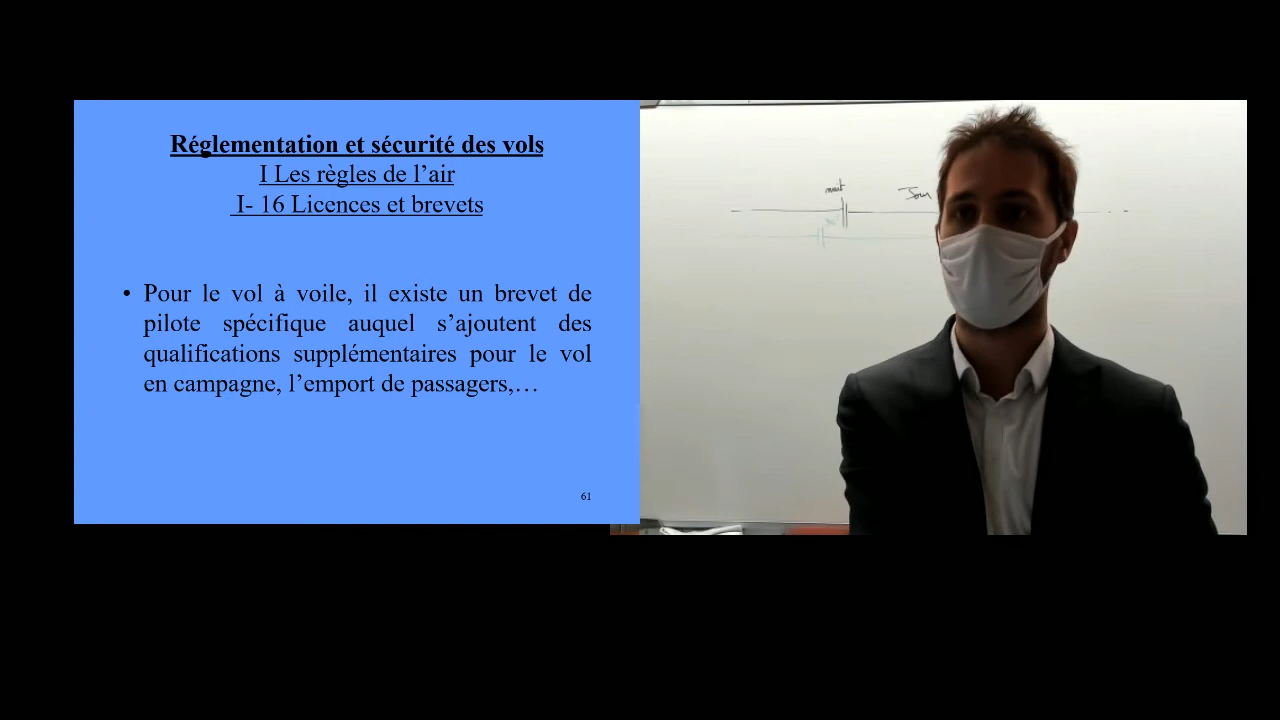 Réglementation et sécurité des vols
I Les règles de l’air
I- 16 Licences et brevets
• Pour le vol à voile, il existe un brevet de
pilote spécifique auquel s’ajoutent des
qualifications supplémentaires pour le vol
en campagne, l’emport de passagers,…
61
nuit
Jour